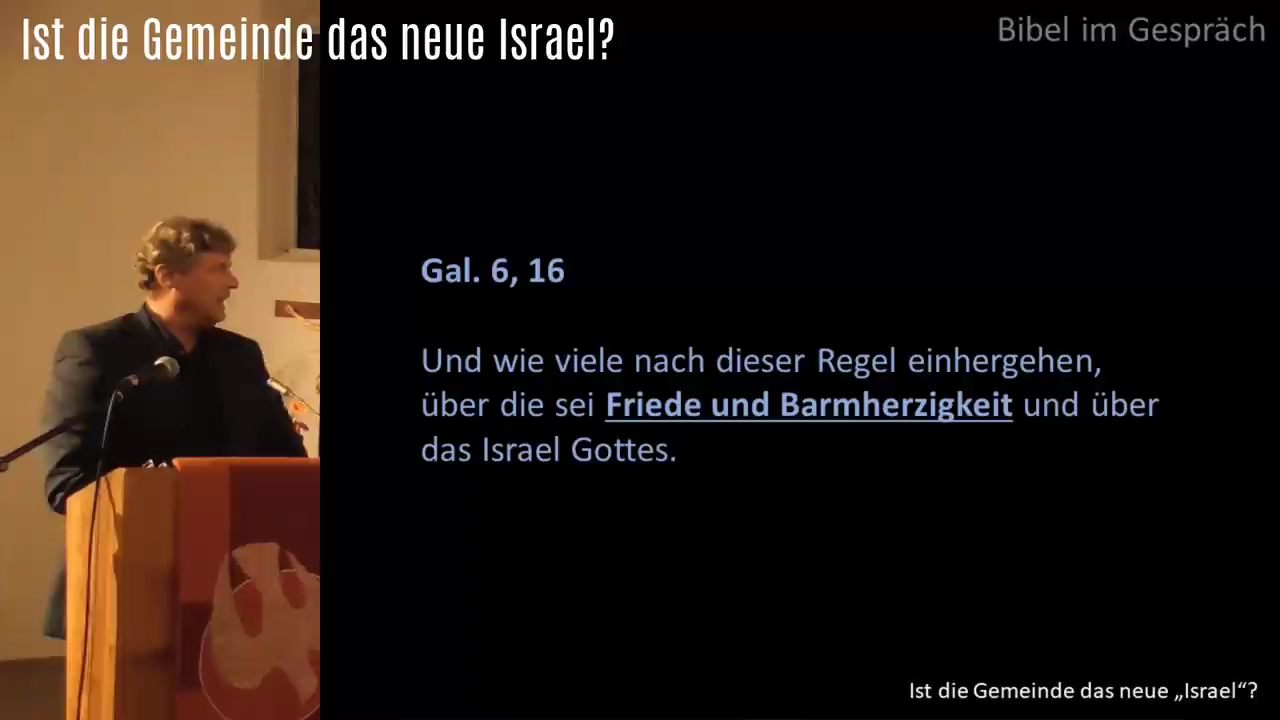 Ist die Gemeinde das neue Israel?
Bibel im Gespräch
Gal. 6, 16
Und wie viele nach dieser Regel einhergehen,
über die sei Friede und Barmherzigkeit und über
das Israel Gottes.
Ist die Gemeinde das neue „Israel“?